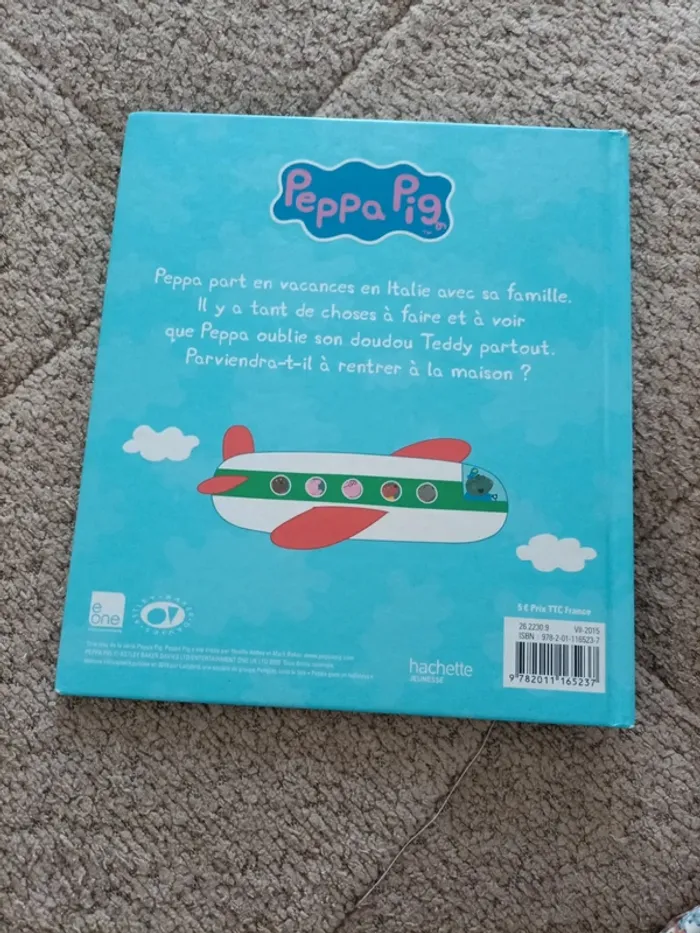 Peppa Pig
Peppa part en vacances en Italie avec sa famille.
Il y a tant de choses à faire et à voir
que Peppa oublie son doudou Teddy partout.
Parviendra-t-il à rentrer à la maison ?
e one
5 € Prix TTC France
26.2230.9 VII-2015
ISBN : 978-2-01-116523-7
9 782011 165237
hachette
JEUNESSE